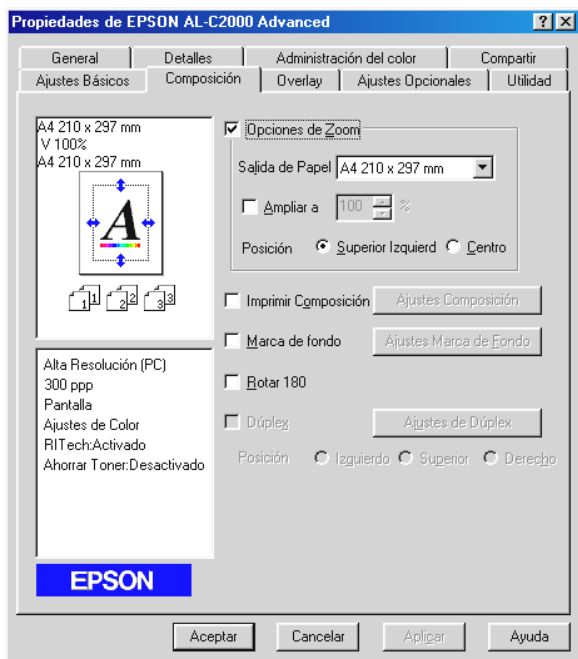 Propiedades de EPSON AL-C2000 Advanced
General
Detalles
Administración del color
Compartir
Ajustes Básicos
Composición
Overlay
Ajustes Opcionales
Utilidad
A4 210 x 297 mm
V 100%
A4 210 x 297 mm
A
1 1 2 2 3 3
Alta Resolución (PC)
300 ppp
Pantalla
Ajustes de Color
RITech:Activado
Ahorrar Toner:Desactivado
EPSON
Opciones de Zoom
Salida de Papel A4 210 x 297 mm
Ampliar a 100 %
Posición Superior Izquierd Centro
Imprimir Composición Ajustes Composición
Marca de fondo Ajustes Marca de Fondo
Rotar 180
Dúplex Ajustes de Dúplex
Posición Izquierdo Superior Derecho
Aceptar Cancelar Aplicar Ayuda